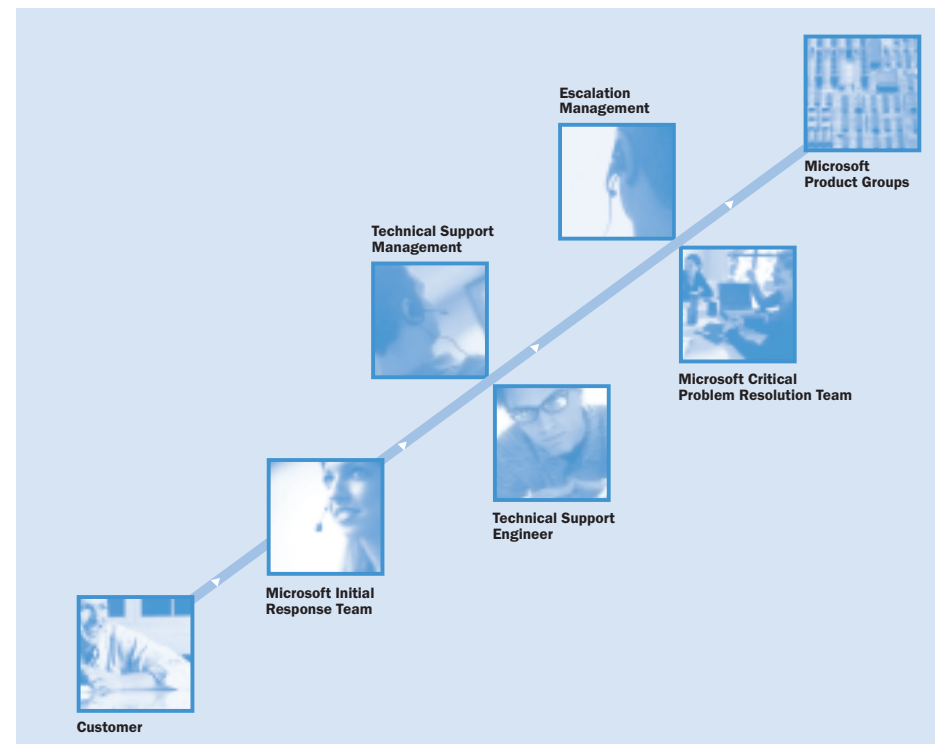 Escalation
Management
Microsoft
Product Groups
Technical Support
Management
Microsoft Critical
Problem Resolution Team
Technical Support
Engineer
Microsoft Initial
Response Team
Customer